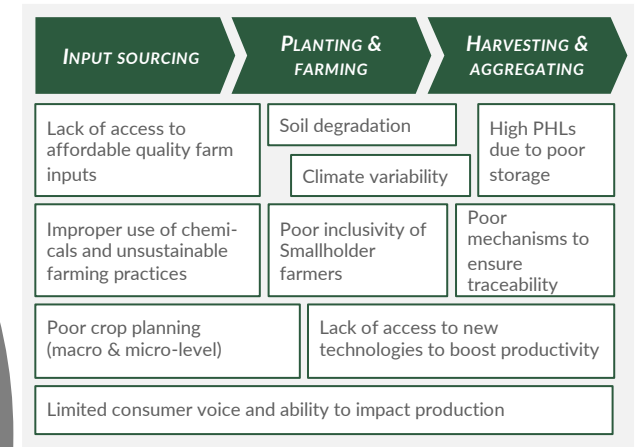 INPUT SOURCING
PLANTING &
FARMING
HARVESTING &
AGGREGATING
Lack of access to
affordable quality farm
inputs
Soil degradation
Climate variability
High PHLs
due to poor
storage
Improper use of chemi-
cals and unsustainable
farming practices
Poor inclusivity of
Smallholder
farmers
Poor
mechanisms to
ensure
traceability
Poor crop planning
(macro & micro-level)
Lack of access to new
technologies to boost productivity
Limited consumer voice and ability to impact production